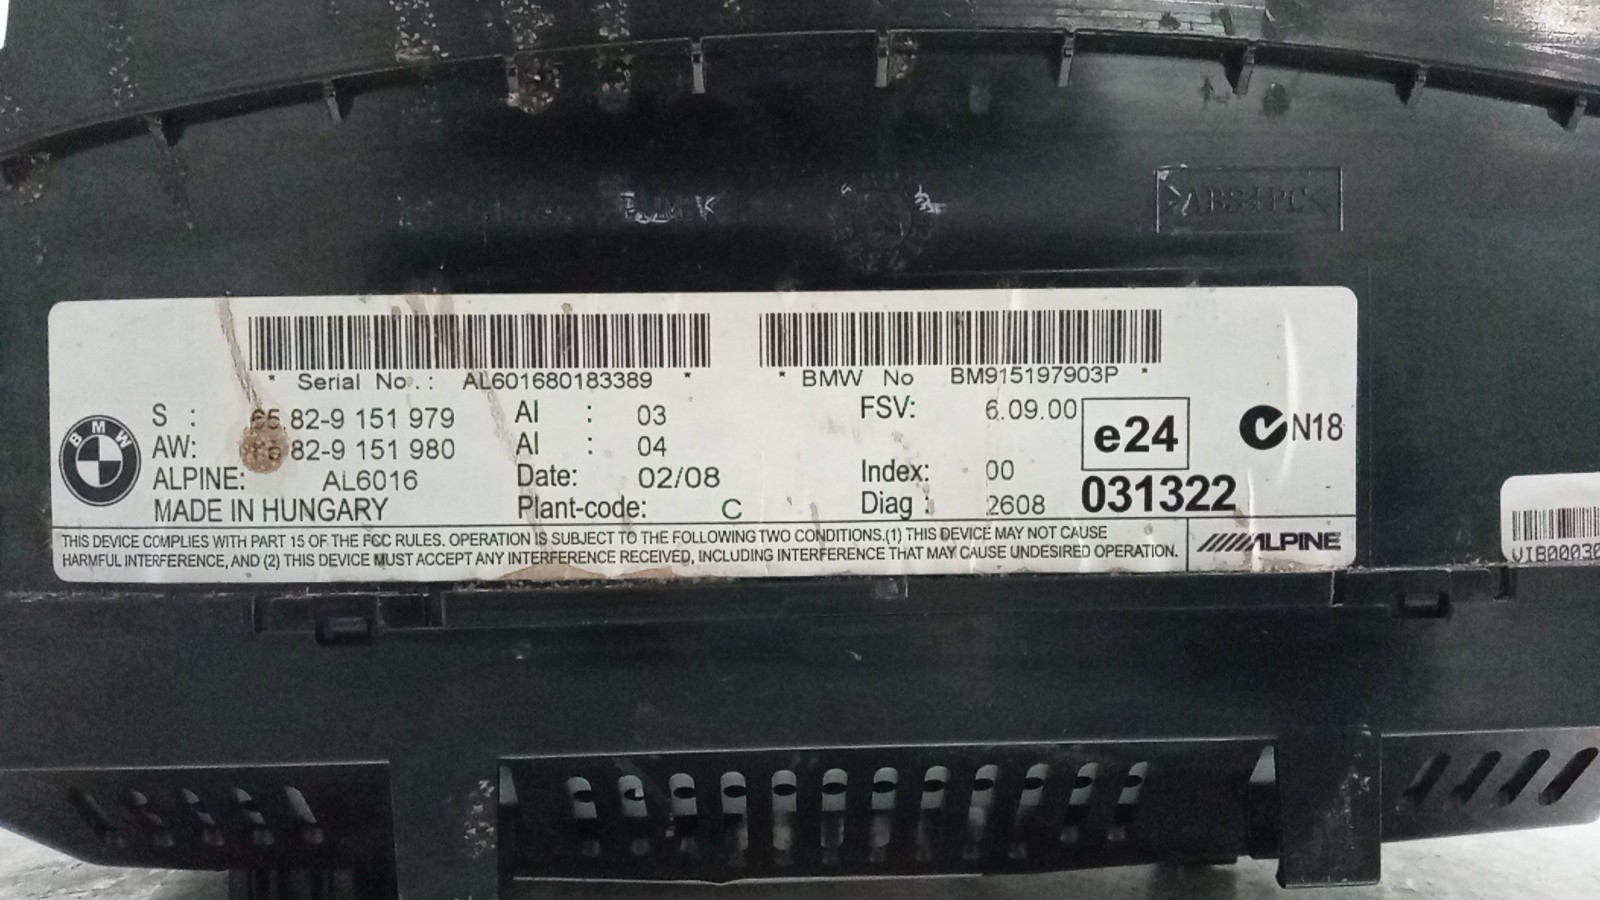 >ABS+PC<
* Serial No.: AL601680183389 *
* BMW No BM915197903P *
BMW
S : 65 82-9 151 979 AI : 03 FSV: 6.09.00
AW: 65 82-9 151 980 AI : 04
e24
N18
ALPINE: AL6016 Date: 02/08 Index: 00
MADE IN HUNGARY Plant-code: C Diag : 2608
031322
THIS DEVICE COMPLIES WITH PART 15 OF THE FCC RULES. OPERATION IS SUBJECT TO THE FOLLOWING TWO CONDITIONS.(1) THIS DEVICE MAY NOT CAUSE
HARMFUL INTERFERENCE, AND (2) THIS DEVICE MUST ACCEPT ANY INTERFERENCE RECEIVED, INCLUDING INTERFERENCE THAT MAY CAUSE UNDESIRED OPERATION.
ALPINE